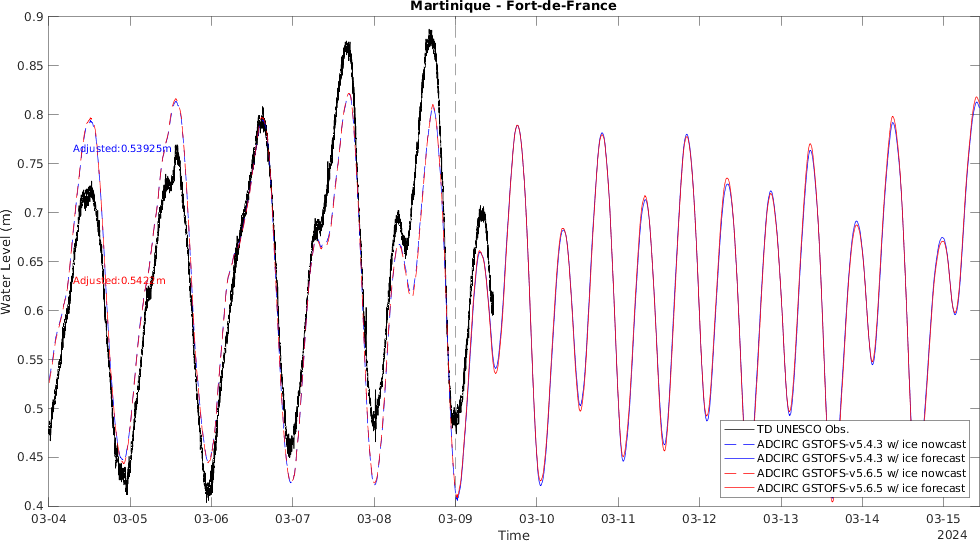 Martinique - Fort-de-France
0.9
0.85
0.8
0.75
0.7
0.65
0.6
0.55
0.5
0.45
0.4
Water Level (m)
Adjusted:0.53925m
Adjusted:0.5422m
TD UNESCO Obs.
ADCIRC GSTOFS-v5.4.3 w/ ice nowcast
ADCIRC GSTOFS-v5.4.3 w/ ice forecast
ADCIRC GSTOFS-v5.6.5 w/ ice nowcast
ADCIRC GSTOFS-v5.6.5 w/ ice forecast
03-04 03-05 03-06 03-07 03-08 03-09 03-10 03-11 03-12 03-13 03-14 03-15
Time
2024